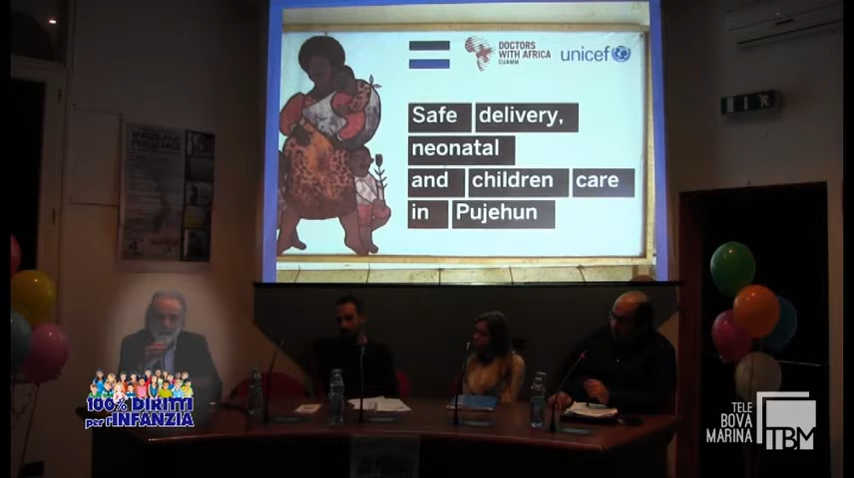 DOCTORS
WITH AFRICA
CUAMM
unicef
Safe delivery,
neonatal
and children care
in Pujehun
100% DIRITTI
per l'INFANZIA
TELE
BOVA
MARINA
TBM